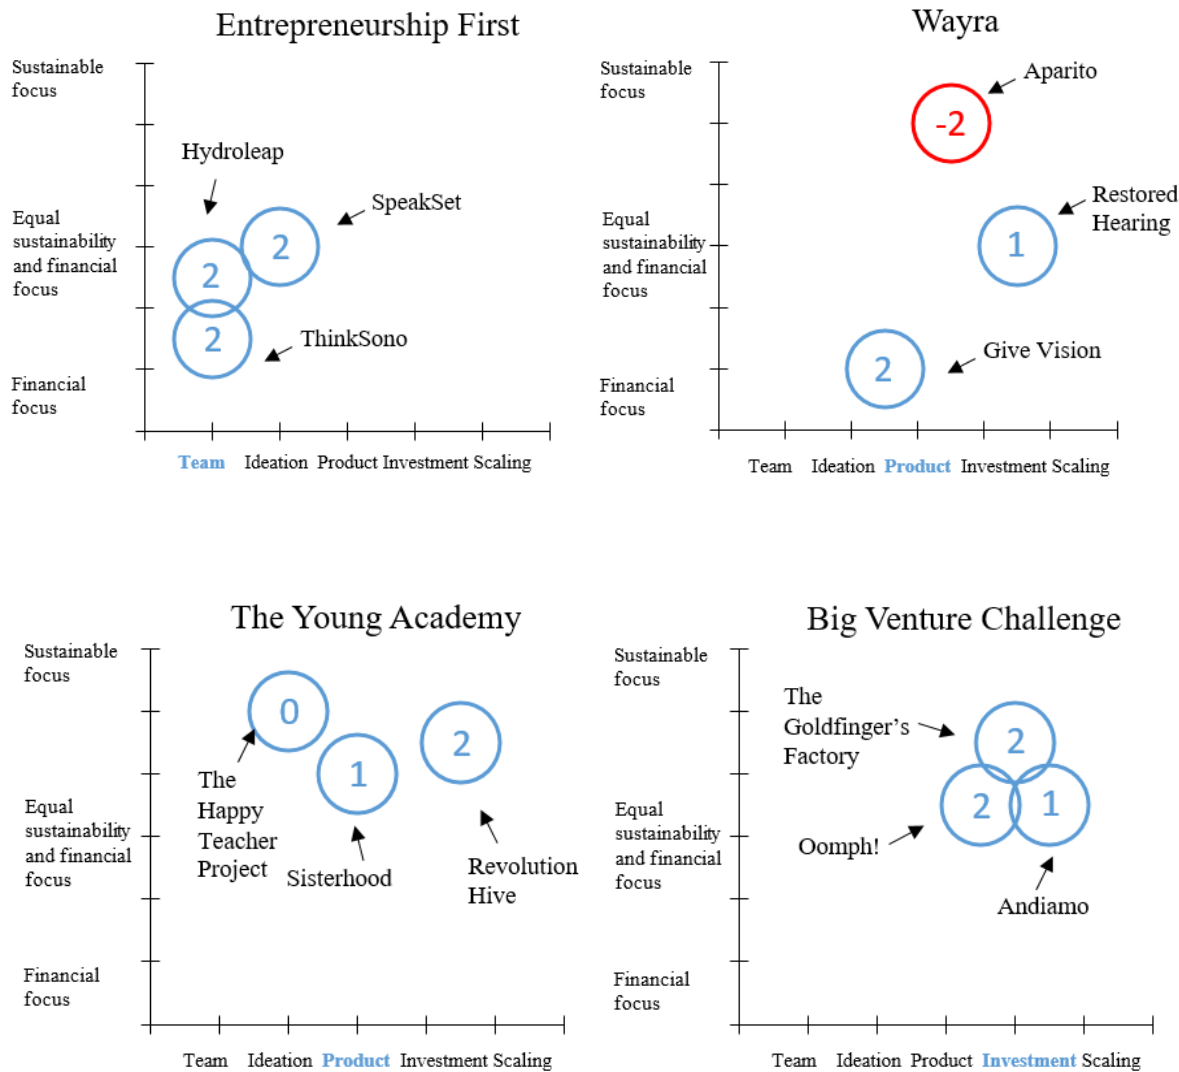 Entrepreneurship First
Sustainable
focus
Hydroleap
SpeakSet
Equal
sustainability
and financial
focus
2
2
2
ThinkSono
Financial
focus
Team Ideation Product Investment Scaling
Wayra
Sustainable
focus
Aparito
-2
Restored
Hearing
Equal
sustainability
and financial
focus
1
Give Vision
2
Financial
focus
Team Ideation Product Investment Scaling
The Young Academy
Sustainable
focus
0
2
1
The
Happy
Teacher
Project
Equal
sustainability
and financial
focus
Sisterhood
Revolution
Hive
Financial
focus
Team Ideation Product Investment Scaling
Big Venture Challenge
Sustainable
focus
The
Goldfinger’s
Factory
2
2
1
Equal
sustainability
and financial
focus
Oomph!
Andiamo
Financial
focus
Team Ideation Product Investment Scaling